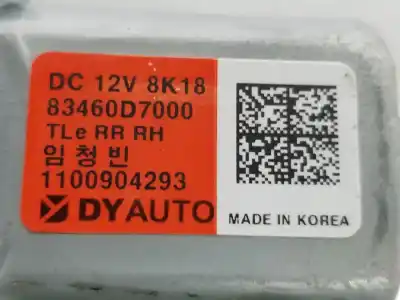 DC 12V 8K18
83460D7000
TLe RR RH
임청빈
1100904293
DYAUTO
MADE IN KOREA